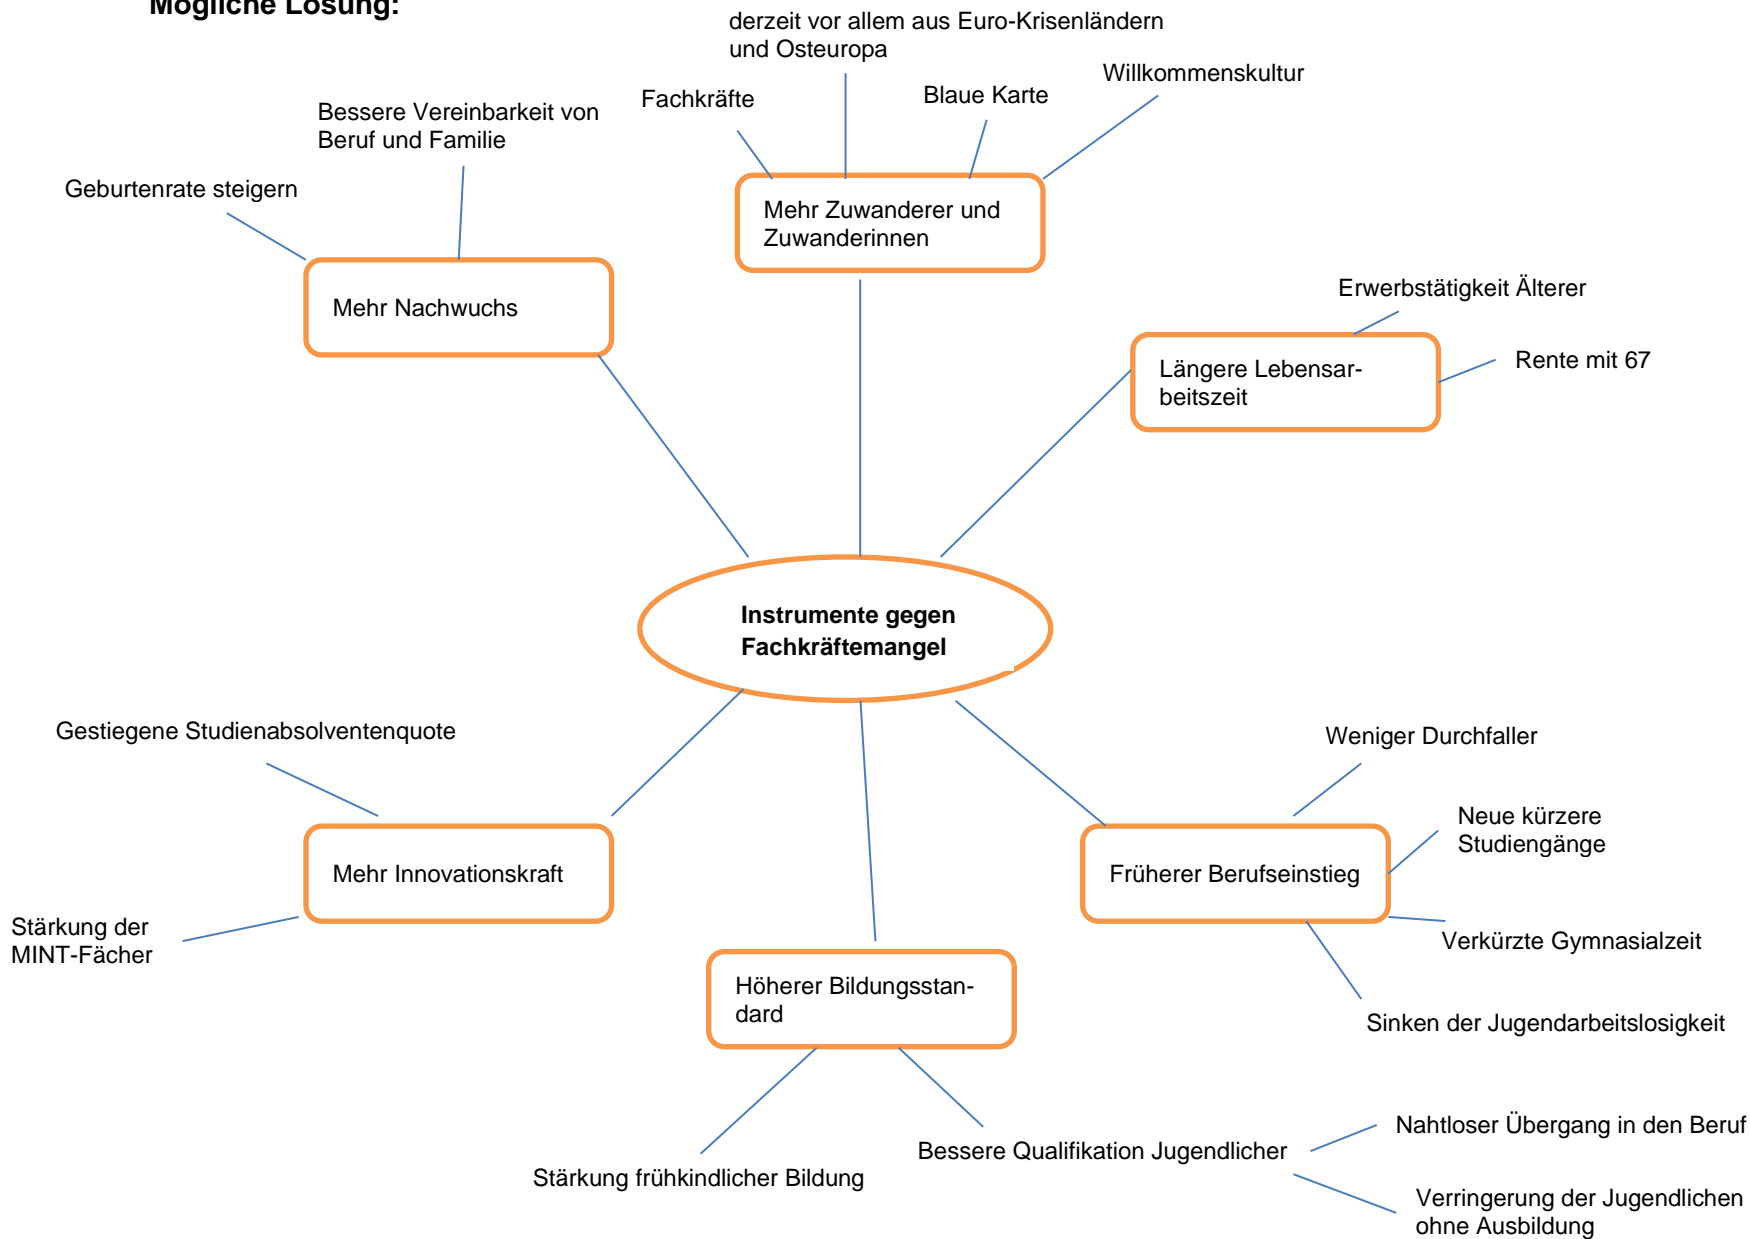 Mögliche Lösung:
derzeit vor allem aus Euro-Krisenländern
und Osteuropa
Willkommenskultur
Fachkräfte
Blaue Karte
Bessere Vereinbarkeit von
Beruf und Familie
Geburtenrate steigern
Mehr Zuwanderer und
Zuwanderinnen
Mehr Nachwuchs
Erwerbstätigkeit Älterer
Längere Lebensar-
beitszeit
Rente mit 67
Instrumente gegen
Fachkräftemangel
Gestiegene Studienabsolventenquote
Weniger Durchfaller
Neue kürzere
Studiengänge
Mehr Innovationskraft
Früherer Berufseinstieg
Stärkung der
MINT-Fächer
Verkürzte Gymnasialzeit
Höherer Bildungsstan-
dard
Sinken der Jugendarbeitslosigkeit
Nahtloser Übergang in den Beruf
Bessere Qualifikation Jugendlicher
Stärkung frühkindlicher Bildung
Verringerung der Jugendlichen
ohne Ausbildung